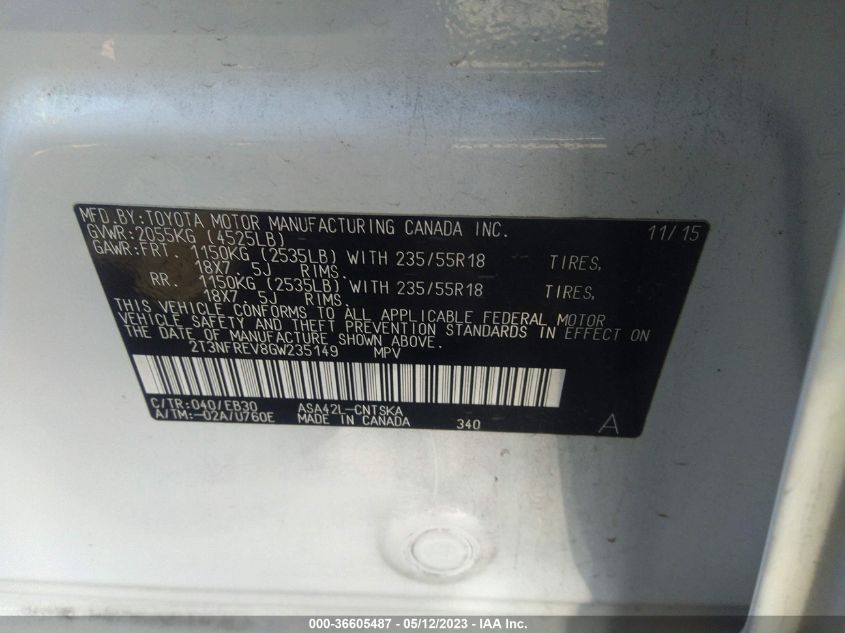 MFD.BY:TOYOTA MOTOR MANUFACTURING CANADA INC. 11/15
GVWR:2055KG (4525LB)
GAWR:FRT. 1150KG (2535LB) WITH 235/55R18 TIRES,
18X7. 5J RIMS.
RR. 1150KG (2535LB) WITH 235/55R18 TIRES,
18X7. 5J RIMS.
THIS VEHICLE CONFORMS TO ALL APPLICABLE FEDERAL MOTOR
VEHICLE SAFETY AND THEFT PREVENTION STANDARDS IN EFFECT ON
THE DATE OF MANUFACTURE SHOWN ABOVE.
2T3NFREV8GW235149 MPV
C/TR:040/EB30 ASA42L-CNTSKA
A/TM:-02A/U760E MADE IN CANADA 340 A
000-36605487 - 05/12/2023 - IAA Inc.